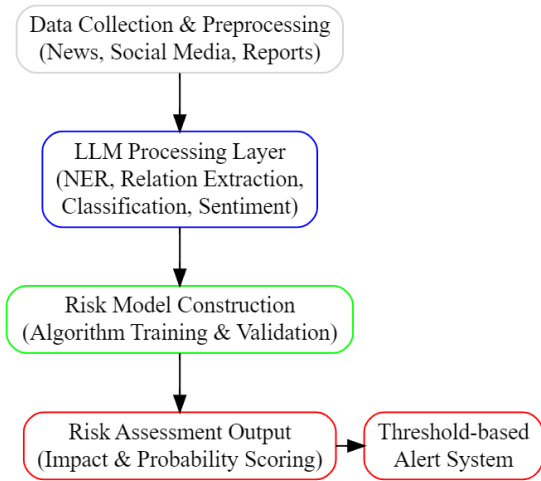 Data Collection & Preprocessing
(News, Social Media, Reports)
LLM Processing Layer
(NER, Relation Extraction,
Classification, Sentiment)
Risk Model Construction
(Algorithm Training & Validation)
Risk Assessment Output
(Impact & Probability Scoring)
Threshold-based
Alert System